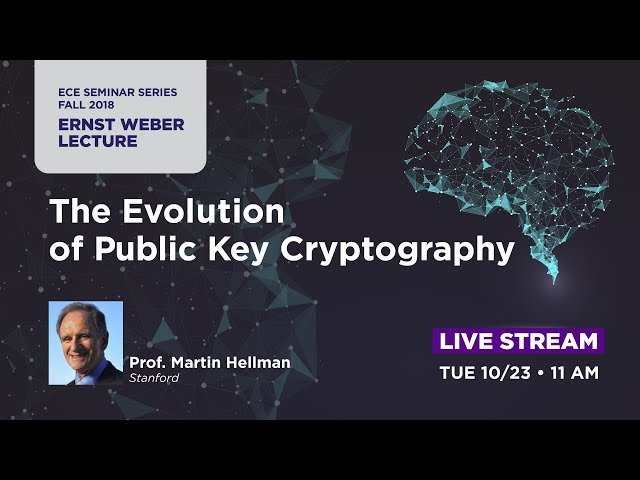 ECE SEMINAR SERIES
FALL 2018
ERNST WEBER
LECTURE
The Evolution
of Public Key Cryptography
Prof. Martin Hellman
Stanford
LIVE STREAM
TUE 10/23 • 11 AM